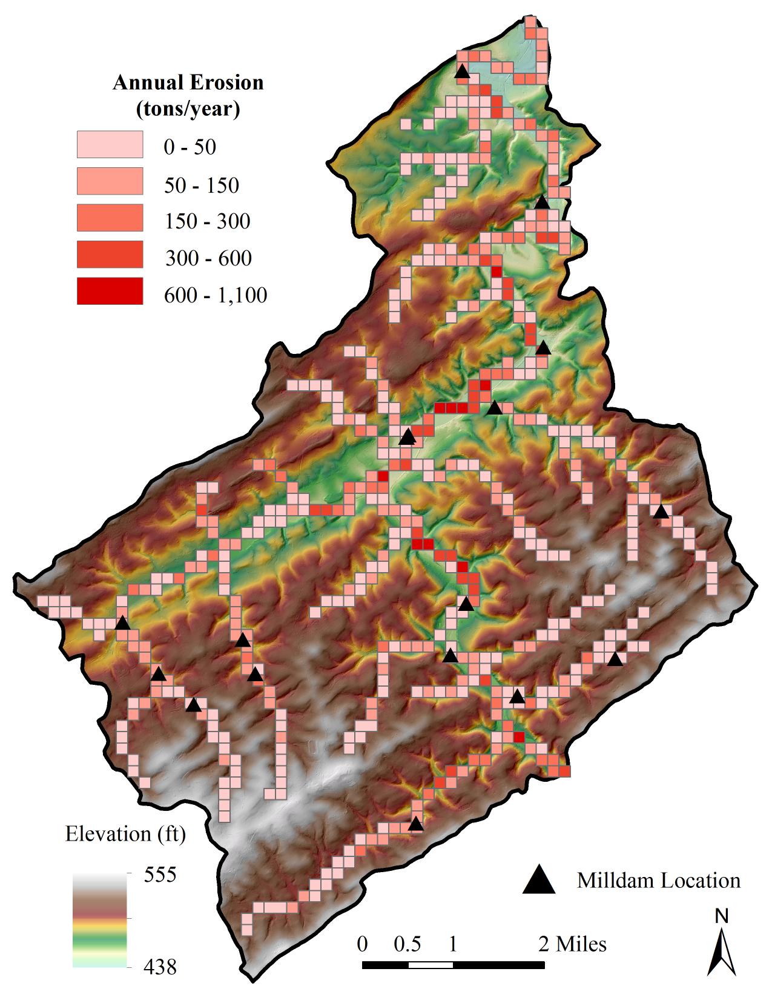 Annual Erosion
(tons/year)
0 - 50
50 - 150
150 - 300
300 - 600
600 - 1,100
Elevation (ft)
555
438
Milldam Location
N
0 0.5 1 2 Miles